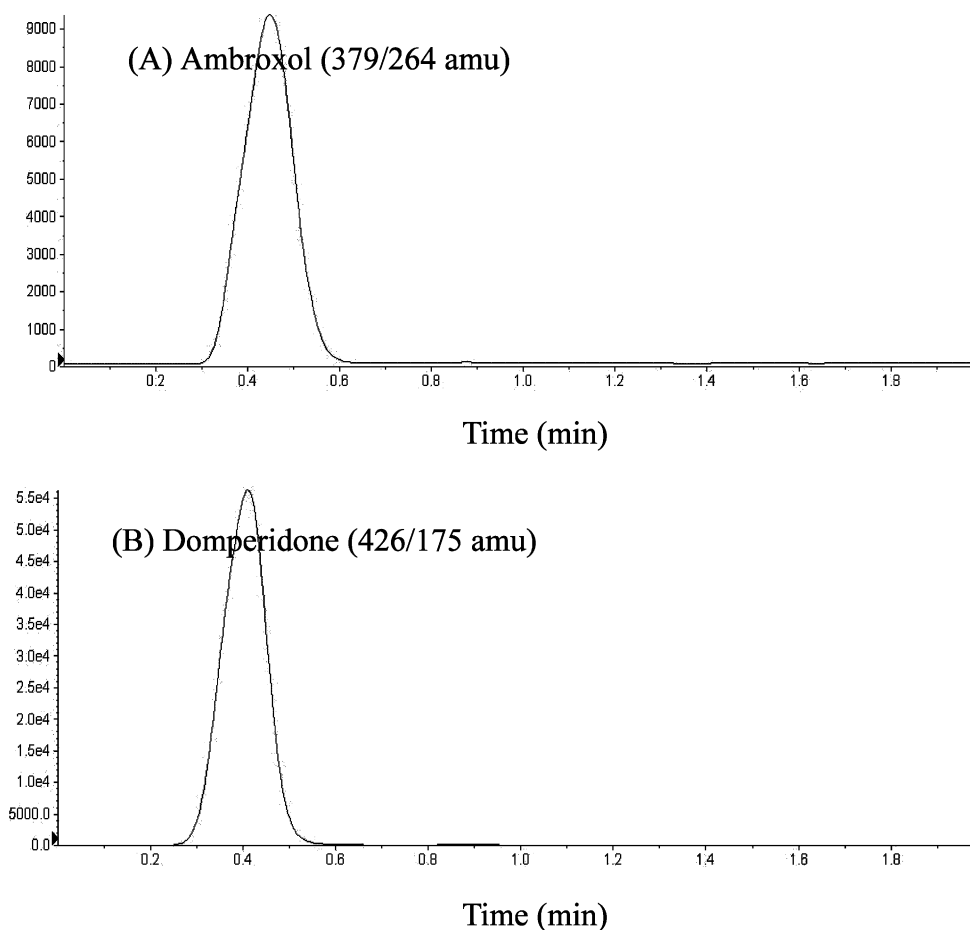 9000
(A) Ambroxol (379/264 amu)
8000
7000
6000
5000
4000
3000
2000
1000
0
0.2 0.4 0.6 0.8 1.0 1.2 1.4 1.6 1.8
Time (min)
5.5e4
5.0e4
(B) Domperidone (426/175 amu)
4.5e4
4.0e4
3.5e4
3.0e4
2.5e4
2.0e4
1.5e4
1.0e4
5000.0
0.0
0.2 0.4 0.6 0.8 1.0 1.2 1.4 1.6 1.8
Time (min)